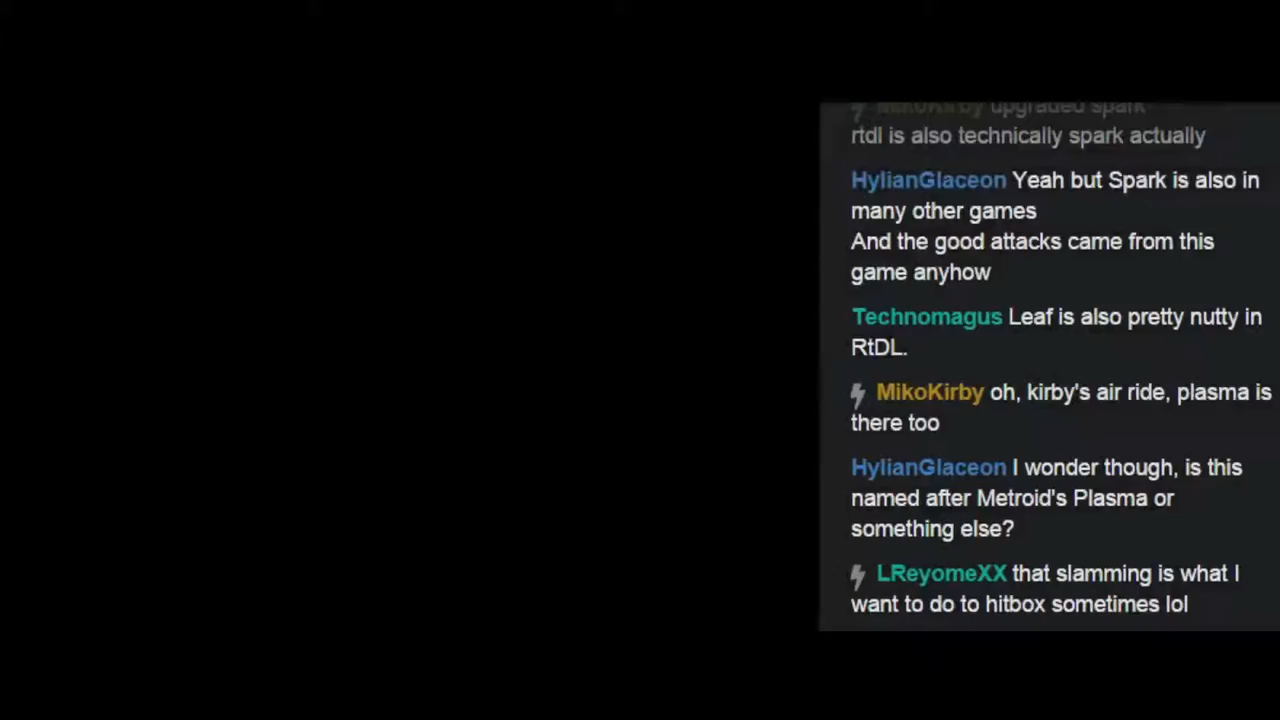 MikoKirby upgraded spark
rtdl is also technically spark actually
HylianGlaceon Yeah but Spark is also in
many other games
And the good attacks came from this
game anyhow
Technomagus Leaf is also pretty nutty in
RtDL.
MikoKirby oh, kirby's air ride, plasma is
there too
HylianGlaceon I wonder though, is this
named after Metroid's Plasma or
something else?
LReyomeXX that slamming is what I
want to do to hitbox sometimes lol